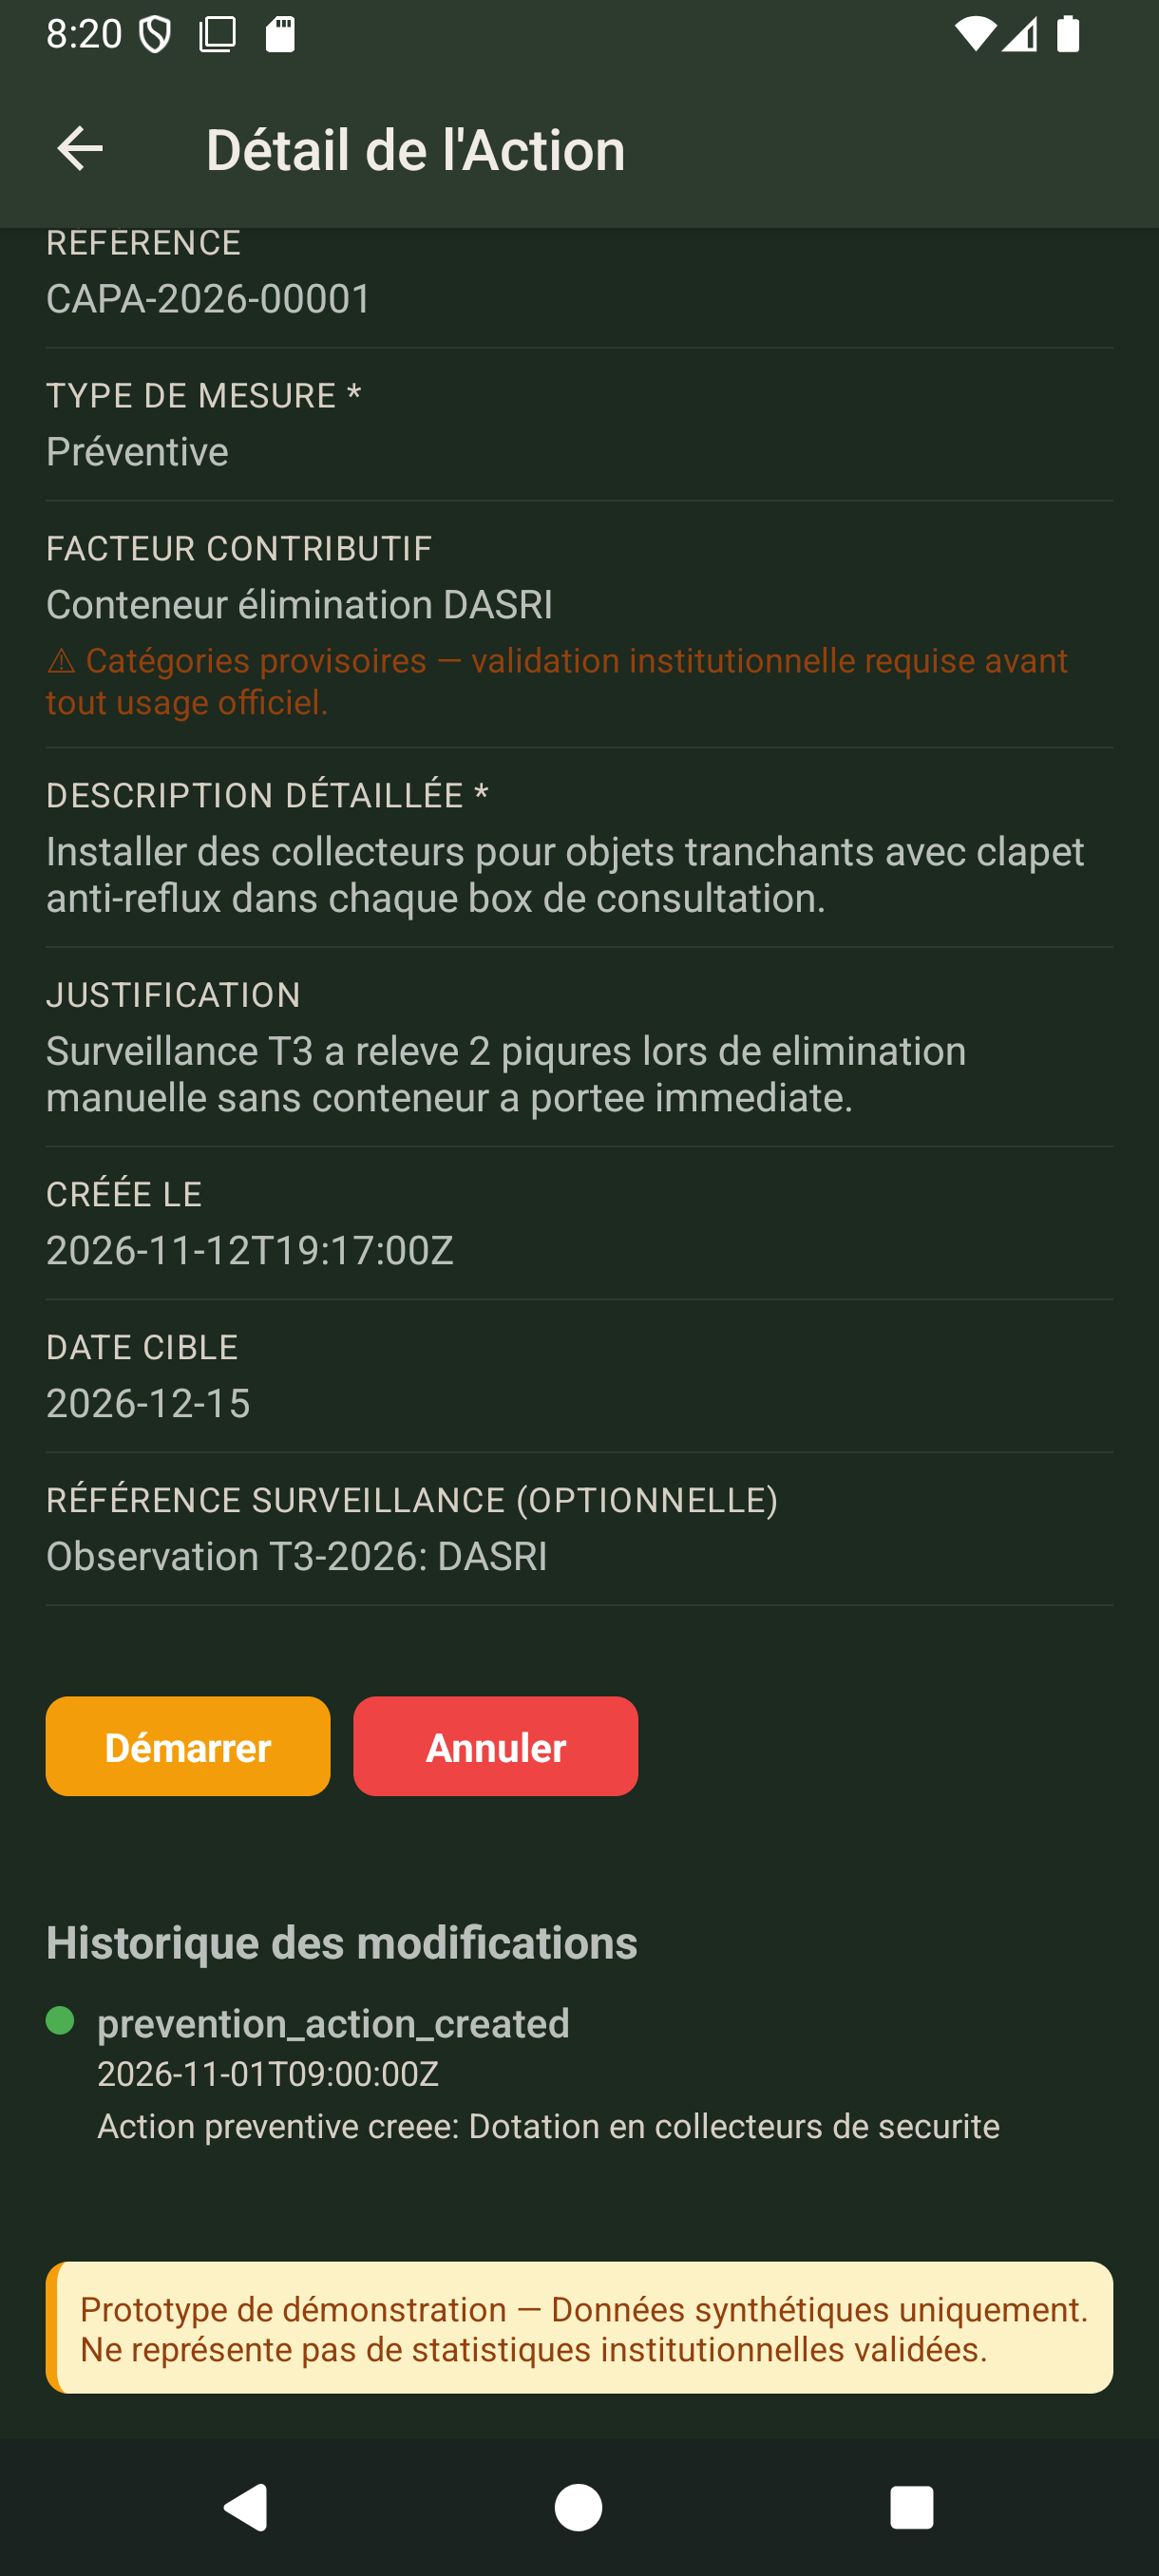 8:20
Détail de l'Action
RÉFÉRENCE
CAPA-2026-00001
TYPE DE MESURE *
Préventive
FACTEUR CONTRIBUTIF
Conteneur élimination DASRI
⚠ Catégories provisoires — validation institutionnelle requise avant
tout usage officiel.
DESCRIPTION DÉTAILLÉE *
Installer des collecteurs pour objets tranchants avec clapet
anti-reflux dans chaque box de consultation.
JUSTIFICATION
Surveillance T3 a releve 2 piqures lors de elimination
manuelle sans conteneur a portee immediate.
CRÉÉE LE
2026-11-12T19:17:00Z
DATE CIBLE
2026-12-15
RÉFÉRENCE SURVEILLANCE (OPTIONNELLE)
Observation T3-2026: DASRI
Démarrer
Annuler
Historique des modifications
prevention_action_created
2026-11-01T09:00:00Z
Action preventive creee: Dotation en collecteurs de securite
Prototype de démonstration — Données synthétiques uniquement.
Ne représente pas de statistiques institutionnelles validées.